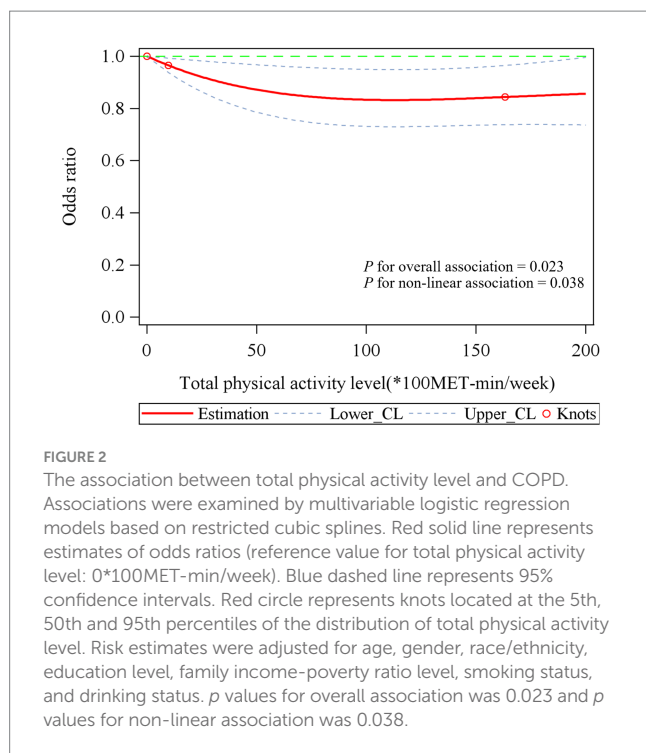 1.0
0.8
0.6
0.4
0.2
0.0
Odds ratio
P for overall association = 0.023
P for non-linear association = 0.038
0 50 100 150 200
Total physical activity level(*100MET-min/week)
Estimation Lower_CL Upper_CL Knots
FIGURE 2
The association between total physical activity level and COPD.
Associations were examined by multivariable logistic regression
models based on restricted cubic splines. Red solid line represents
estimates of odds ratios (reference value for total physical activity
level: 0*100MET-min/week). Blue dashed line represents 95%
confidence intervals. Red circle represents knots located at the 5th,
50th and 95th percentiles of the distribution of total physical activity
level. Risk estimates were adjusted for age, gender, race/ethnicity,
education level, family income-poverty ratio level, smoking status,
and drinking status. p values for overall association was 0.023 and p
values for non-linear association was 0.038.